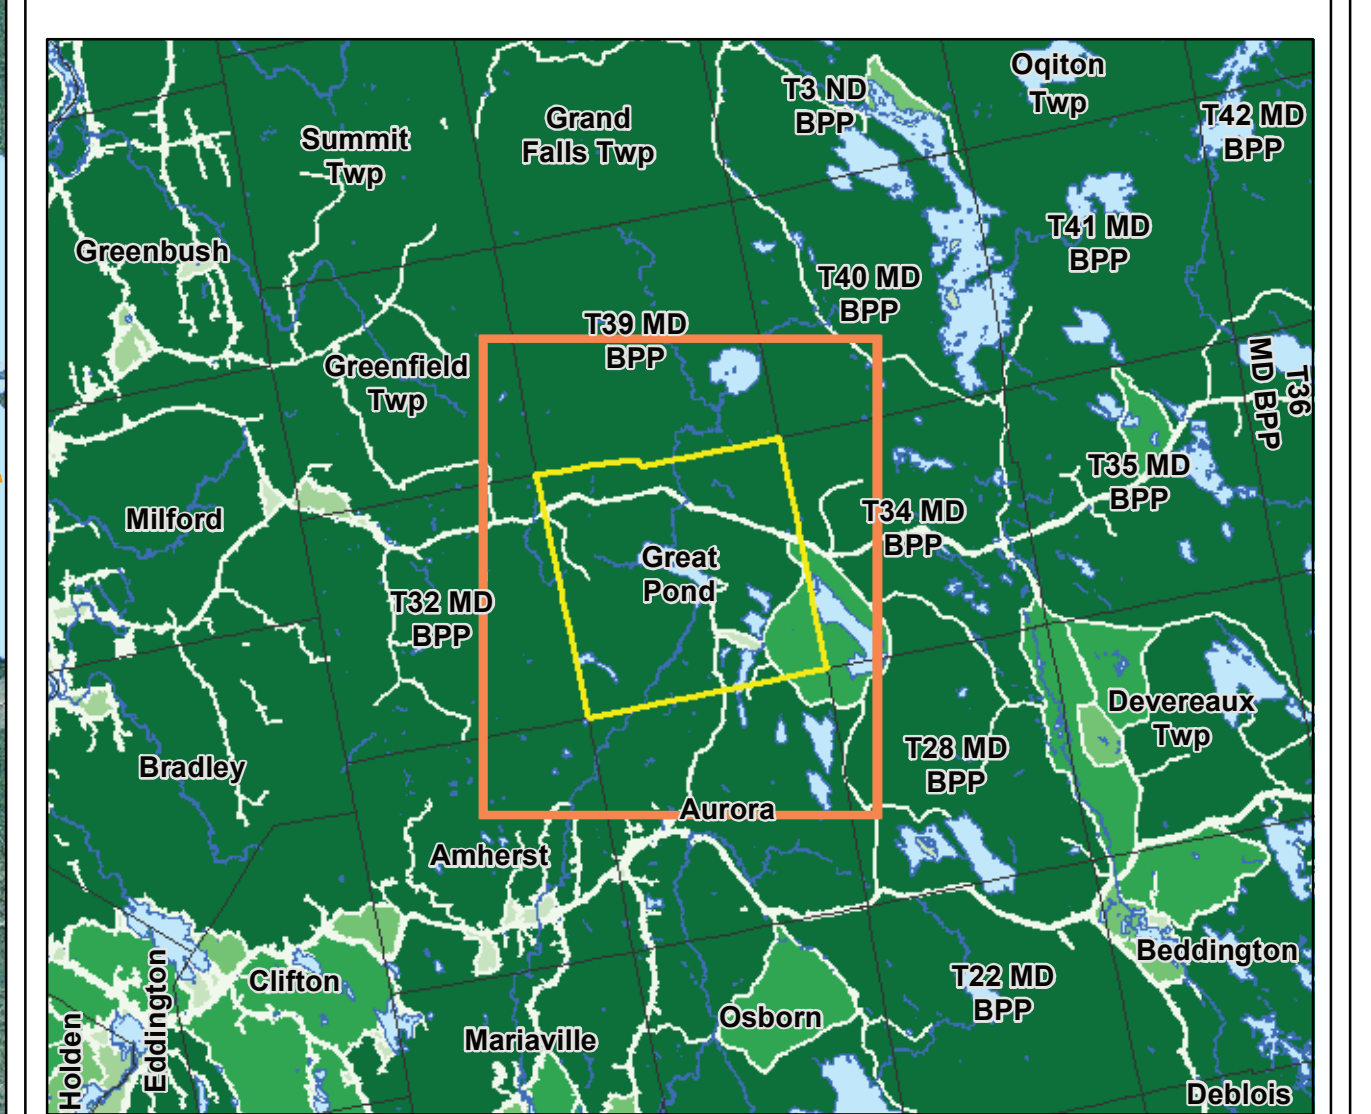 Oqiton
Twp
T3 ND
BPP
T42 MD
BPP
Grand
Falls Twp
Summit
Twp
T41 MD
BPP
Greenbush
T40 MD
BPP
T39 MD
BPP
Greenfield
Twp
T36
MD BPP
T35 MD
BPP
Milford
T34 MD
BPP
Great
Pond
T32 MD
BPP
Devereaux
Twp
T28 MD
BPP
Bradley
Aurora
Amherst
Beddington
Clifton
Eddington
T22 MD
BPP
Osborn
Mariaville
Holden
Deblois